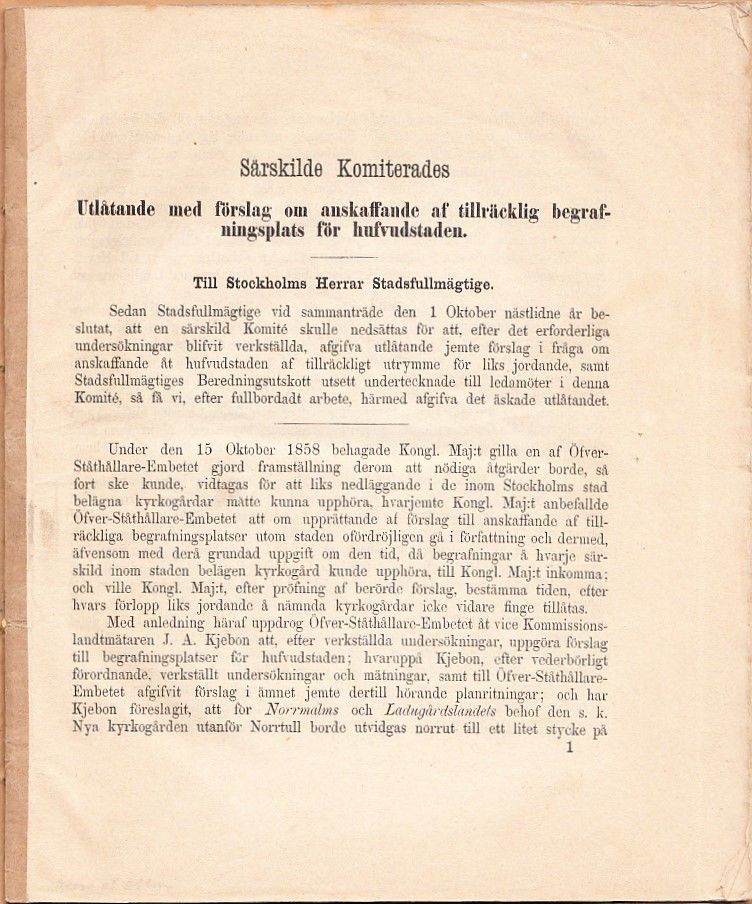 Särskilde Komiterades
Utlåtande med förslag om anskaffande af tillräcklig begraf-
ningsplats för hufvudstaden.
Till Stockholms Herrar Stadsfullmägtige.
Sedan Stadsfullmägtige vid sammanträde den 1 Oktober nästlidne år be-
slutat, att en särskild Komité skulle nedsättas för att, efter det erforderliga
undersökningar blifvit verkställda, afgifva utlåtande jemte förslag i fråga om
anskaffande åt hufvudstaden af tillräckligt utrymme för liks jordande, samt
Stadsfullmägtiges Beredningsutskott utsett undertecknade till ledamöter i denna
Komité, så få vi, efter fullbordadt arbete, härmed afgifva det äskade utlåtandet.
Under den 15 Oktober 1858 behagade Kongl. Maj:t gilla en af Öfver-
Ståthållare-Embetet gjord framställning derom att nödiga åtgärder borde, så
fort ske kunde, vidtagas för att liks nedläggande i de inom Stockholms stad
belägna kyrkogårdar måtte kunna upphöra, hvarjemte Kongl. Maj:t anbefallde
Öfver-Ståthållare-Embetet att om upprättande af förslag till anskaffande af till-
räckliga begrafningsplatser utom staden ofördröjligen gå i författning och dermed,
äfvensom med derå grundad uppgift om den tid, då begrafningar å hvarje sär-
skild inom staden belägen kyrkogård kunde upphöra, till Kongl. Maj:t inkomma;
och ville Kongl. Maj:t, efter pröfning af berörde förslag, bestämma tiden, efter
hvars förlopp liks jordande å nämnda kyrkogårdar icke vidare finge tillåtas.
Med anledning häraf uppdrog Öfver-Ståthållare-Embetet åt vice Kommissions-
landtmätaren J. A. Kjebon att, efter verkställda undersökningar, uppgöra förslag
till begrafningsplatser för hufvudstaden; hvaruppå Kjebon, efter vederbörligt
förordnande, verkställt undersökningar och mätningar, samt till Öfver-Ståthållare-
Embetet afgifvit förslag i ämnet jemte dertill hörande planritningar; och har
Kjebon föreslagit, att för Norrmalms och Ladugårdslandets behof den s. k.
Nya kyrkogården utanför Norrtull borde utvidgas norrut till ett litet stycke på
1